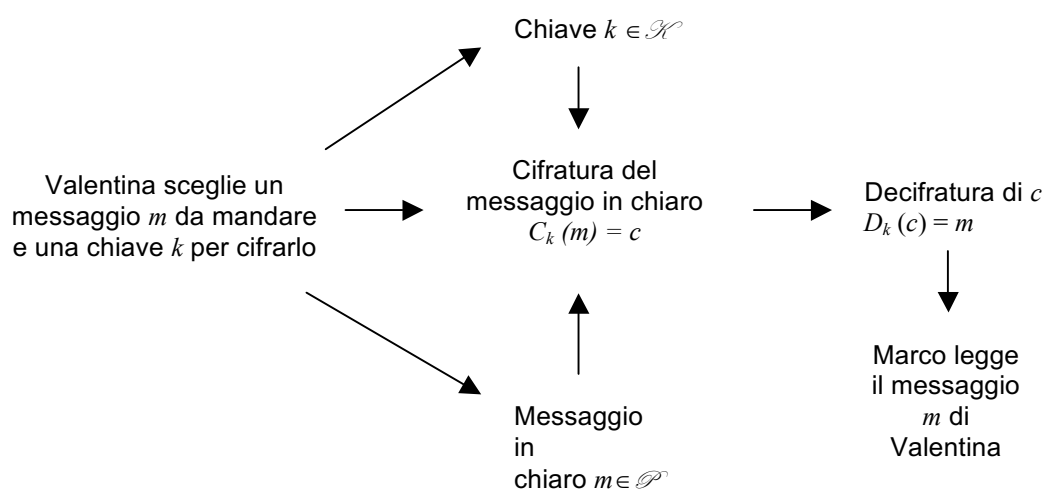 Chiave k ∈ 𝒦
Valentina sceglie un
messaggio m da mandare
e una chiave k per cifrarlo
Cifratura del
messaggio in chiaro
Cₖ (m) = c
Decifratura di c
Dₖ (c) = m
Messaggio
in
chiaro m∈ 𝒫
Marco legge
il messaggio
m di
Valentina